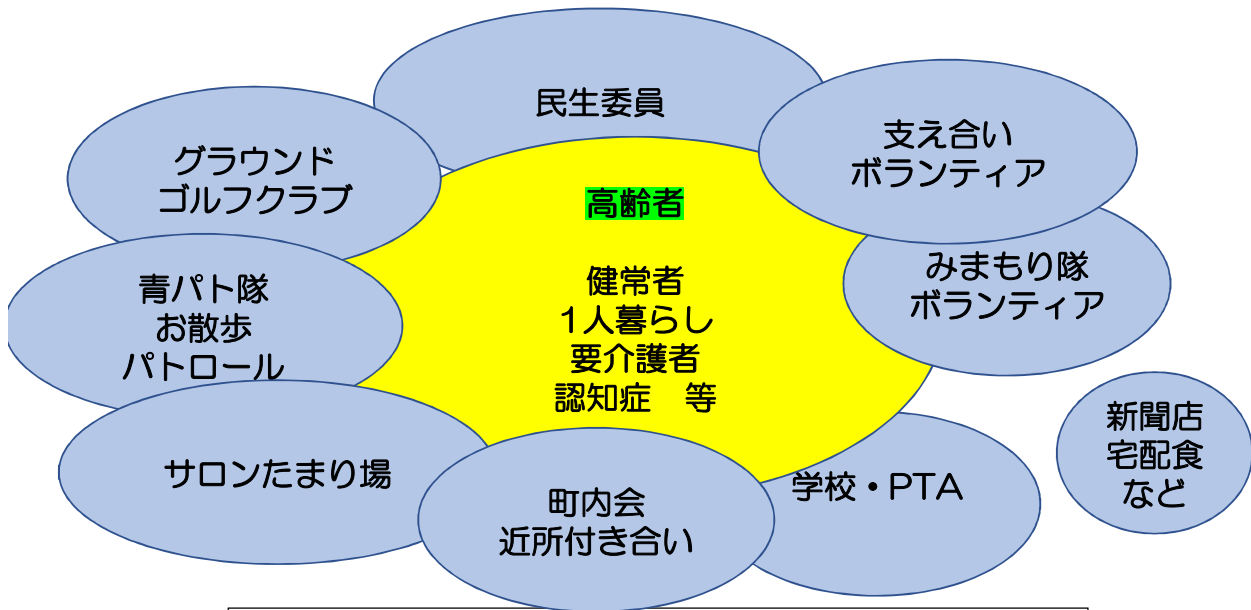 民生委員
支え合い
ボランティア
グラウンド
ゴルフクラブ
高齢者
健常者
1人暮らし
要介護者
認知症　等
みまもり隊
ボランティア
青パト隊
お散歩
パトロール
新聞店
宅配食
など
サロンたまり場
町内会
近所付き合い
学校・PTA